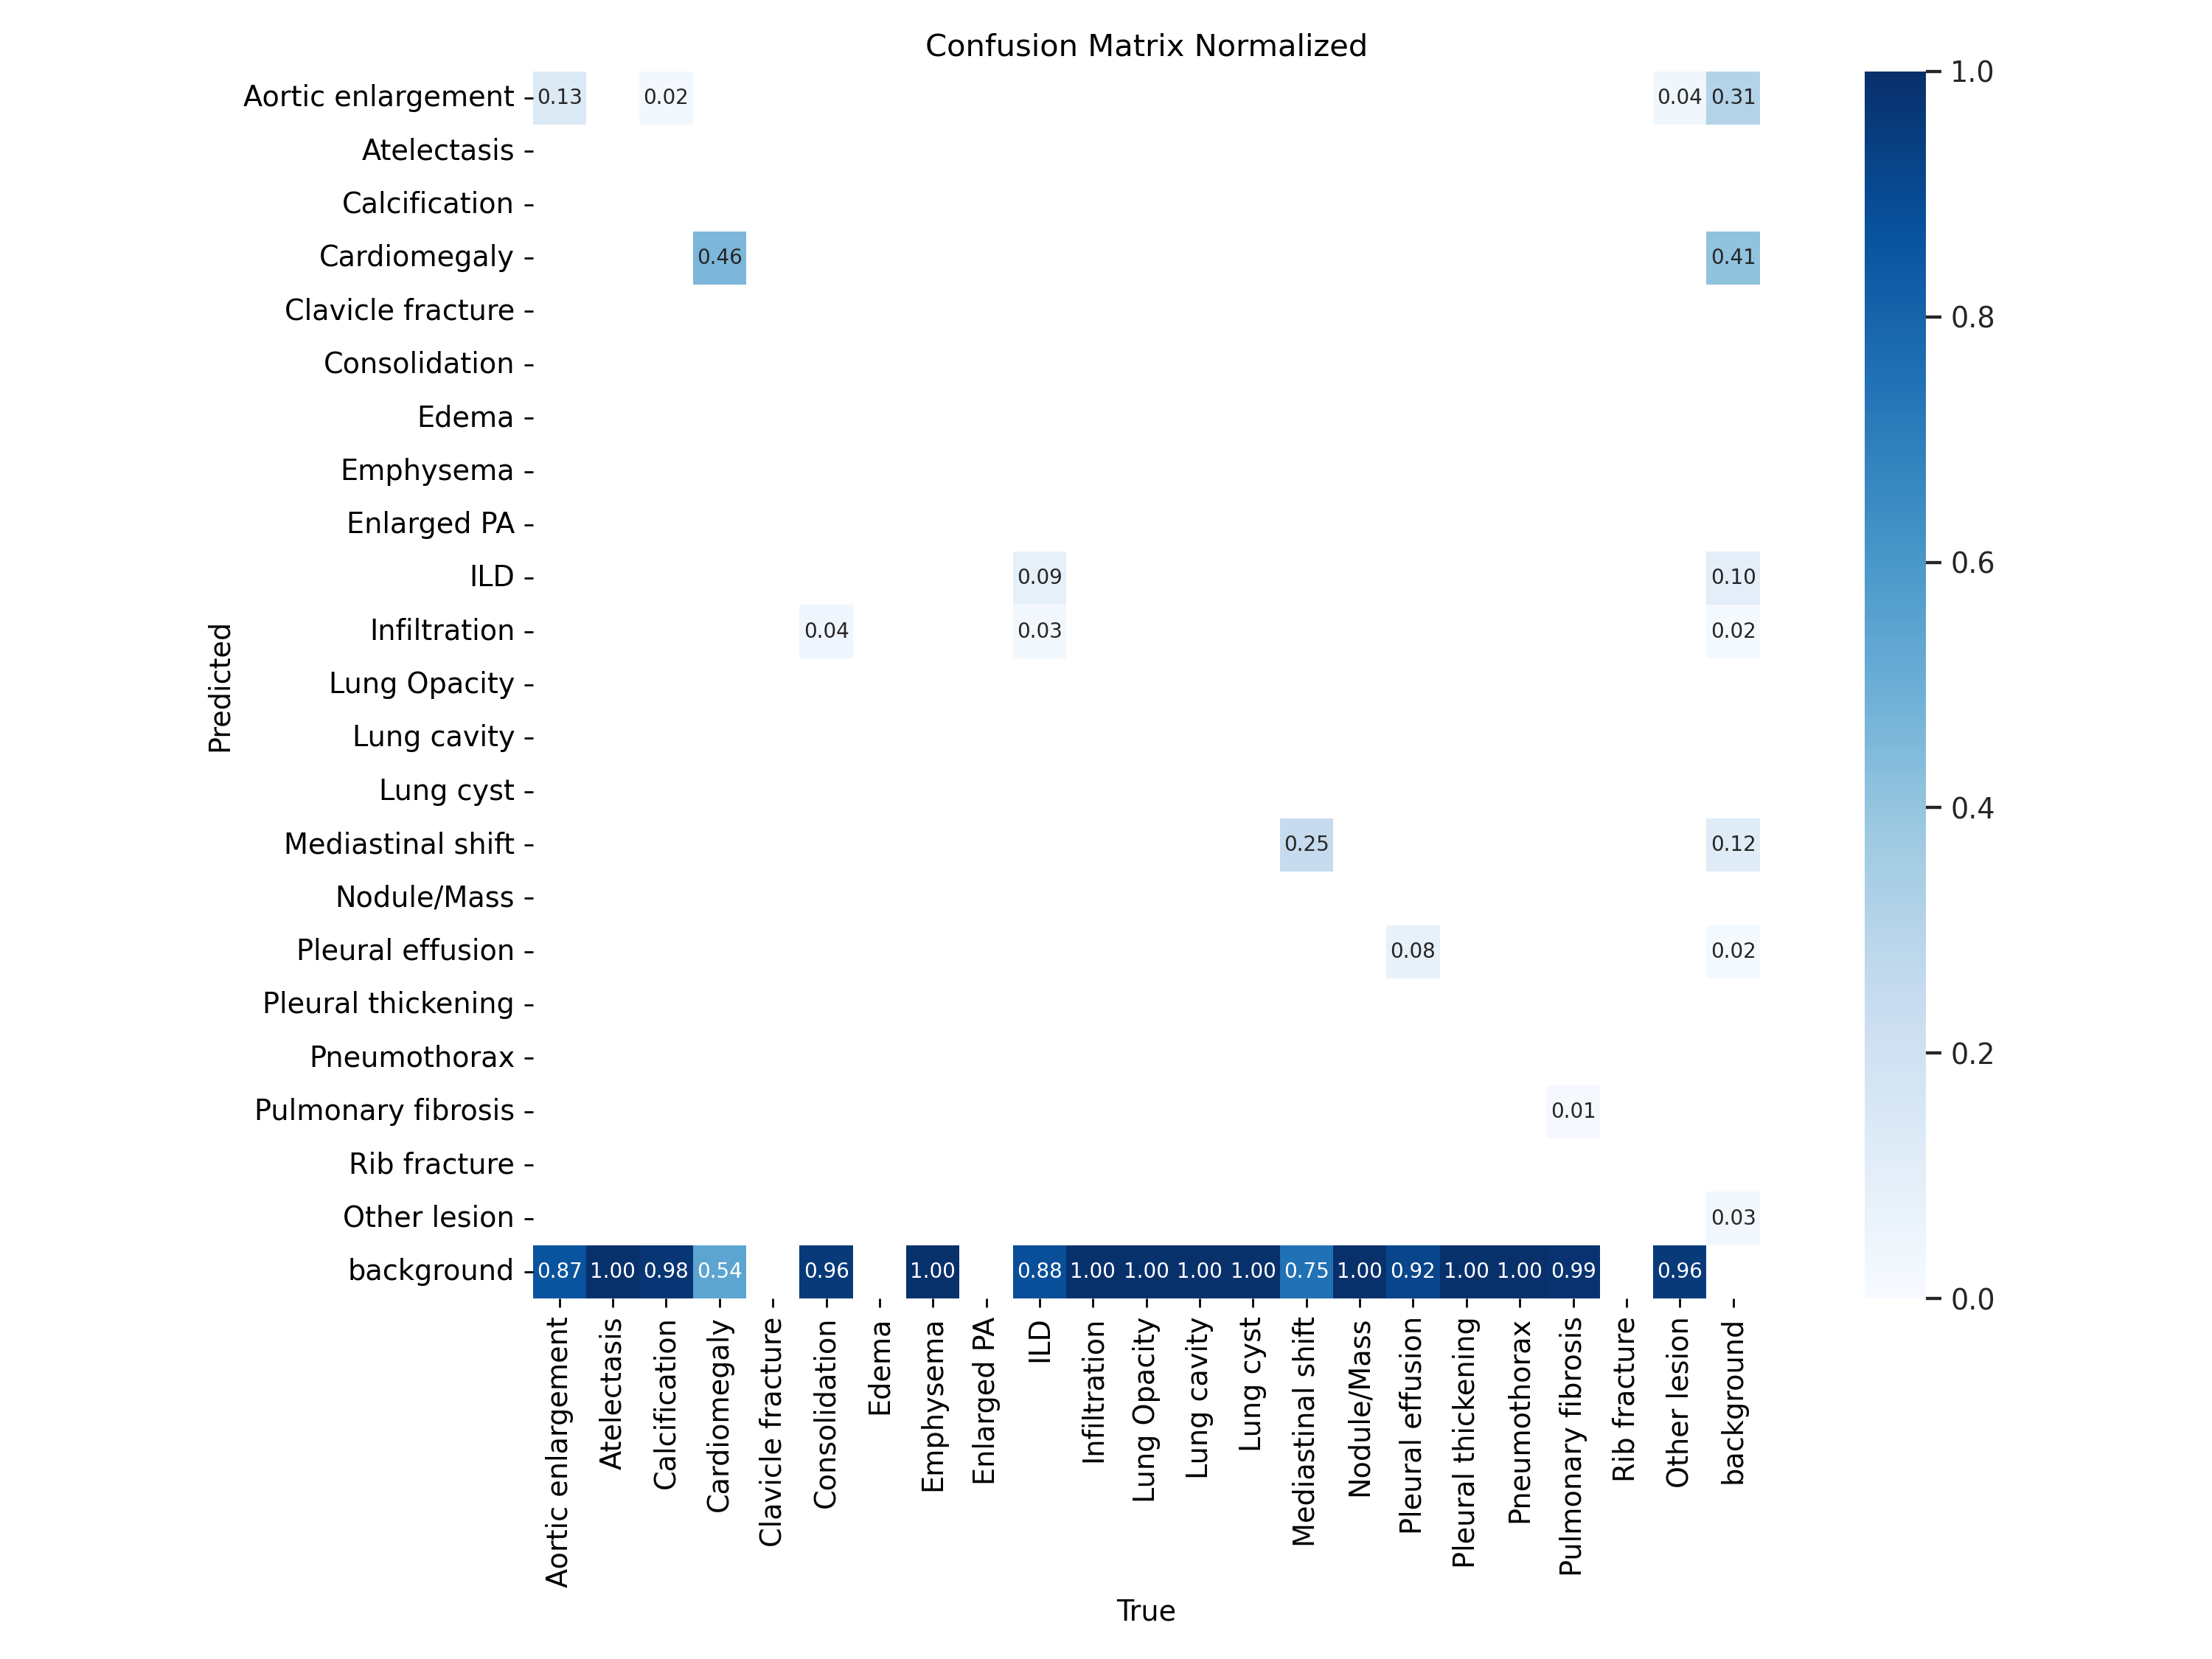 Confusion Matrix Normalized
Aortic enlargement 0.13 0.02 0.04 0.31
Atelectasis
Calcification
Cardiomegaly 0.46 0.41
Clavicle fracture
Consolidation
Edema
Emphysema
Enlarged PA
ILD 0.09 0.10
Infiltration 0.04 0.03 0.02
Lung Opacity
Lung cavity
Lung cyst
Mediastinal shift 0.25 0.12
Nodule/Mass
Pleural effusion 0.08 0.02
Pleural thickening
Pneumothorax
Pulmonary fibrosis 0.01
Rib fracture
Other lesion 0.03
background 0.87 1.00 0.98 0.54 0.96 1.00 0.88 1.00 1.00 1.00 1.00 0.75 1.00 0.92 1.00 1.00 0.99 0.96
Predicted
Aortic enlargement
Atelectasis
Calcification
Cardiomegaly
Clavicle fracture
Consolidation
Edema
Emphysema
Enlarged PA
ILD
Infiltration
Lung Opacity
Lung cavity
Lung cyst
Mediastinal shift
Nodule/Mass
Pleural effusion
Pleural thickening
Pneumothorax
Pulmonary fibrosis
Rib fracture
Other lesion
background
True
1.0
0.8
0.6
0.4
0.2
0.0